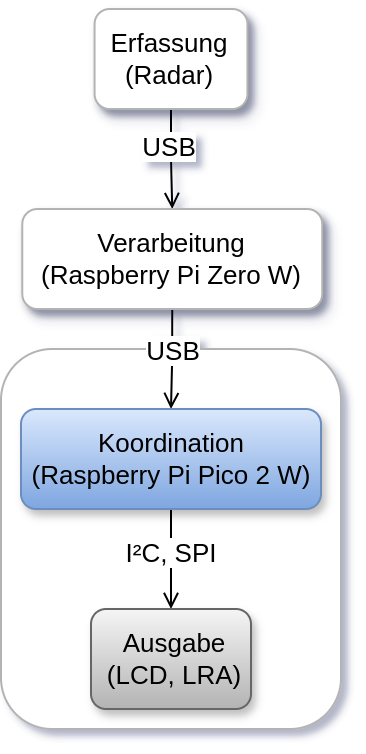 Erfassung
(Radar)
USB
Verarbeitung
(Raspberry Pi Zero W)
USB
Koordination
(Raspberry Pi Pico 2 W)
I²C, SPI
Ausgabe
(LCD, LRA)